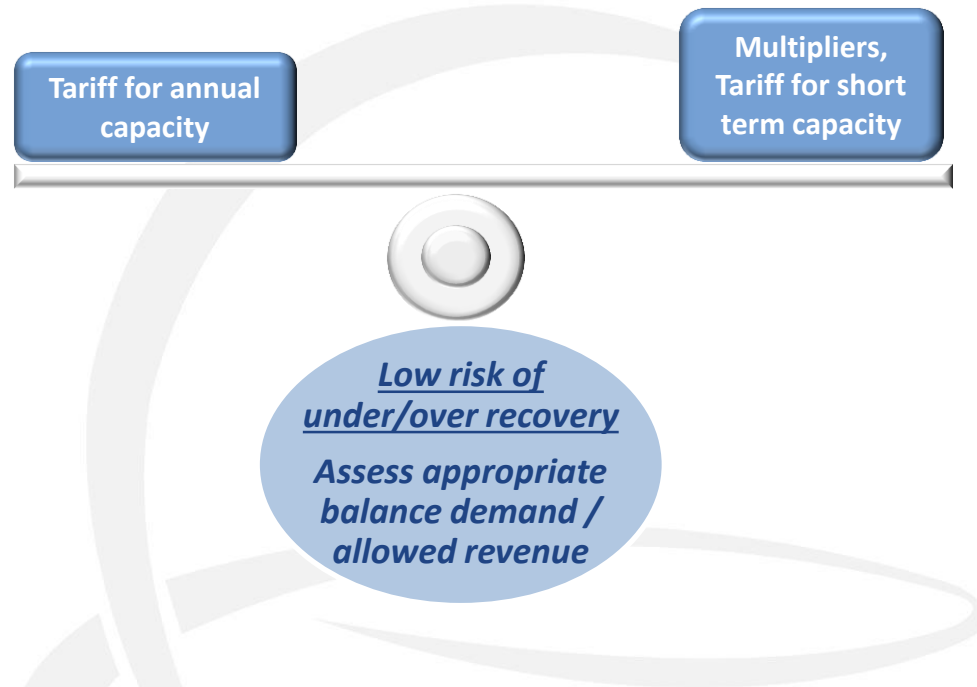 Tariff for annual
capacity
Multipliers,
Tariff for short
term capacity
Low risk of
under/over recovery
Assess appropriate
balance demand /
allowed revenue